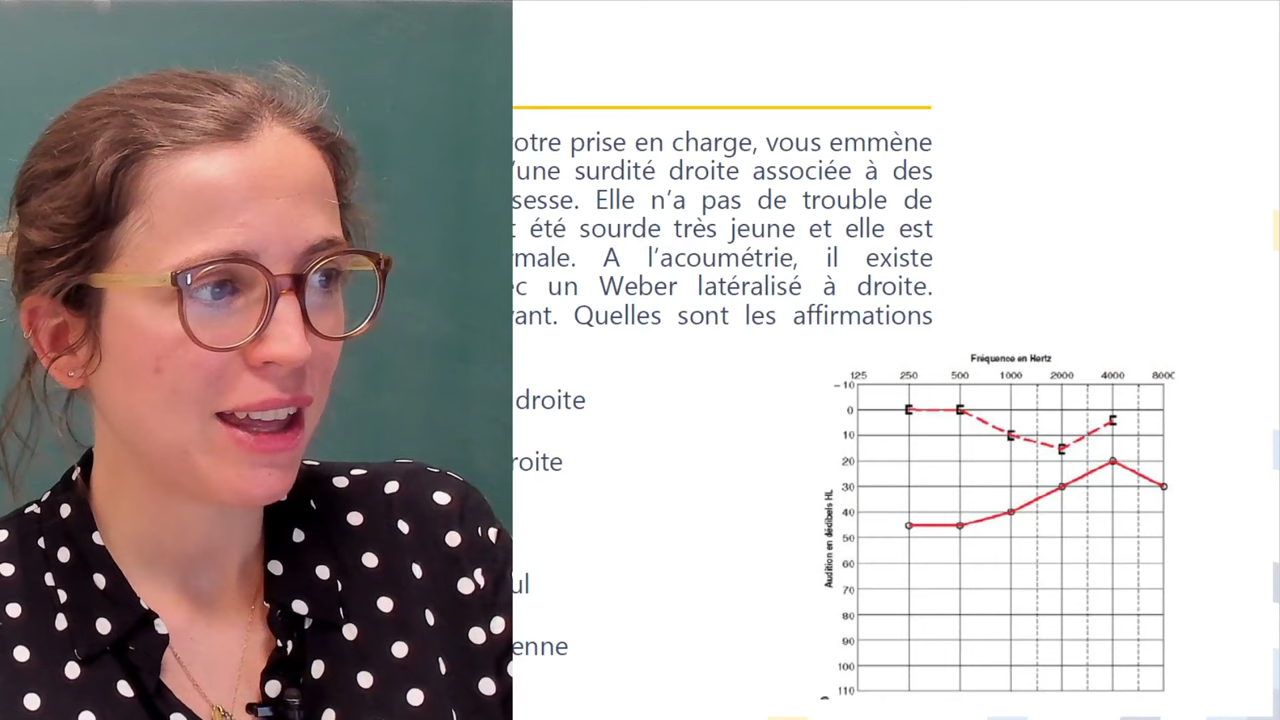 otre prise en charge, vous emmène
'une surdité droite associée à des
sesse. Elle n'a pas de trouble de
été sourde très jeune et elle est
male. A l'acoumétrie, il existe
un Weber latéralisé à droite.
ant. Quelles sont les affirmations
droite
roite
ul
enne
Fréquence en Hertz
125 250 500 1000 2000 4000 800
-10
0
10
20
30
40
50
60
70
80
90
100
110
Audition en dédibels HL